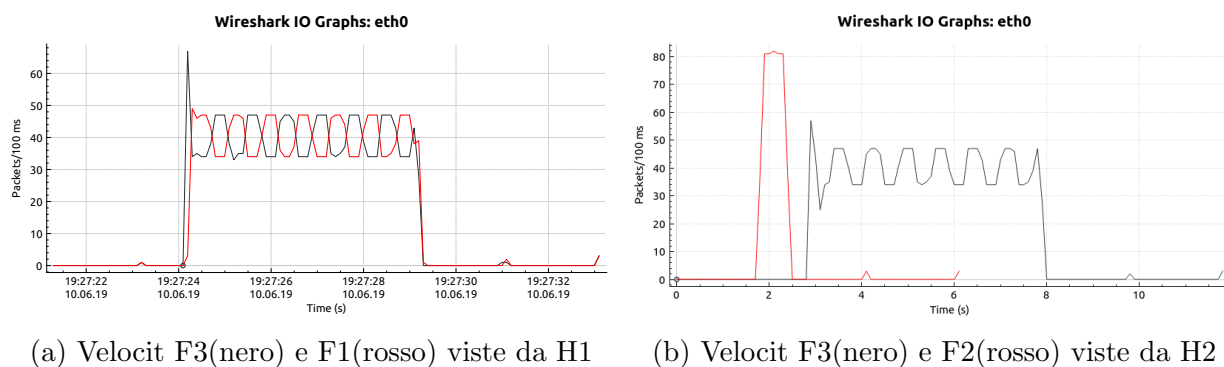 Wireshark IO Graphs: eth0
Packets/100 ms
60
50
40
30
20
10
0
19:27:22 19:27:24 19:27:26 19:27:28 19:27:30 19:27:32
10.06.19 10.06.19 10.06.19 10.06.19 10.06.19 10.06.19
Time (s)
(a) Velocit F3(nero) e F1(rosso) viste da H1
Wireshark IO Graphs: eth0
Packets/100 ms
80
70
60
50
40
30
20
10
0
0 2 4 6 8 10
Time (s)
(b) Velocit F3(nero) e F2(rosso) viste da H2